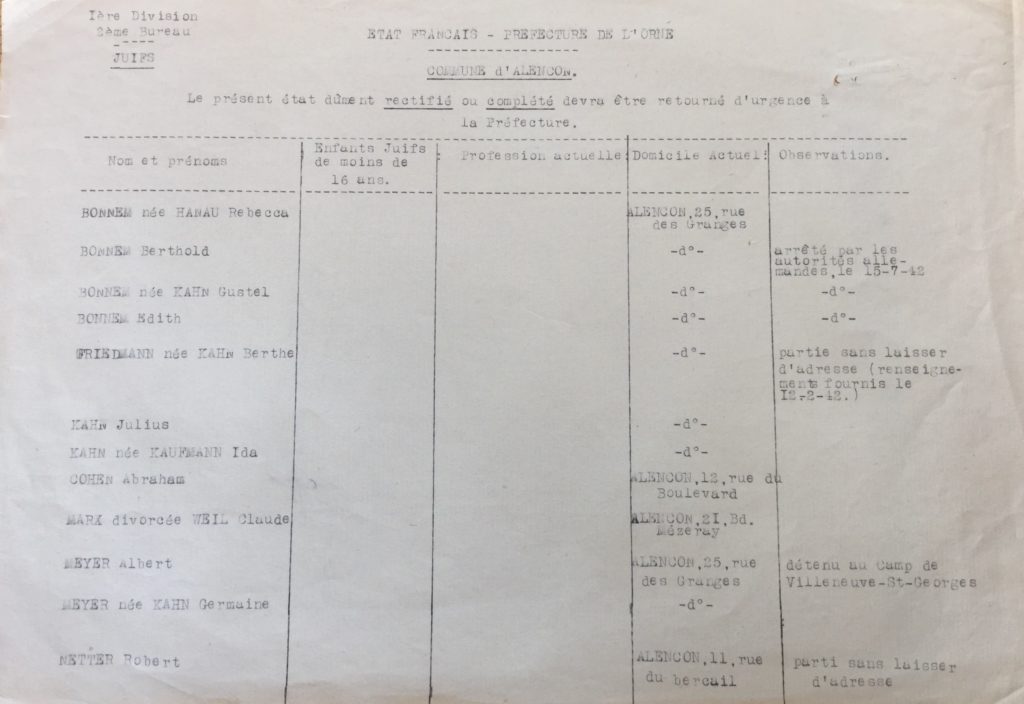 Ière Division
2ème Bureau
JUIFS
ETAT FRANCAIS - PREFECTURE DE L'ORNE
COMMUNE d'ALENCON.
Le présent état dûment rectifié ou complété devra être retourné d'urgence à
la Préfecture.
Nom et prénoms
Enfants Juifs
de moins de
16 ans.
: Profession actuelle
Domicile Actuel:
Observations.
BONNEM née HANAU Rebecca
ALENCON,25, rue
des Granges
BONNEM Berthold
-d°-
arrêté par les
autorités alle-
mandes, le 15-7-42
BONNEM née KAHN Gustel
-d°-
-d°-
BONNEM Edith
-d°-
-d°-
FRIEDMANN née KAHN Berthe
-d°-
partie sans laisser
d'adresse (renseigne-
ments fournis le
12-2-42.)
KAHN Julius
-d°-
KAHN née KAUFMANN Ida
-d°-
COHEN Abraham
ALENCON,12, rue du
Boulevard
MARX divorcée WEIL Claude
ALENCON,2I, Bd.
Mézeray
MEYER Albert
ALENCON,25, rue
des Granges
détenu au Camp de
Villeneuve-St-Georges
MEYER née KAHN Germaine
-d°-
NETTER Robert
ALENCON,11, rue
du bercail
parti sans laisser
d'adresse